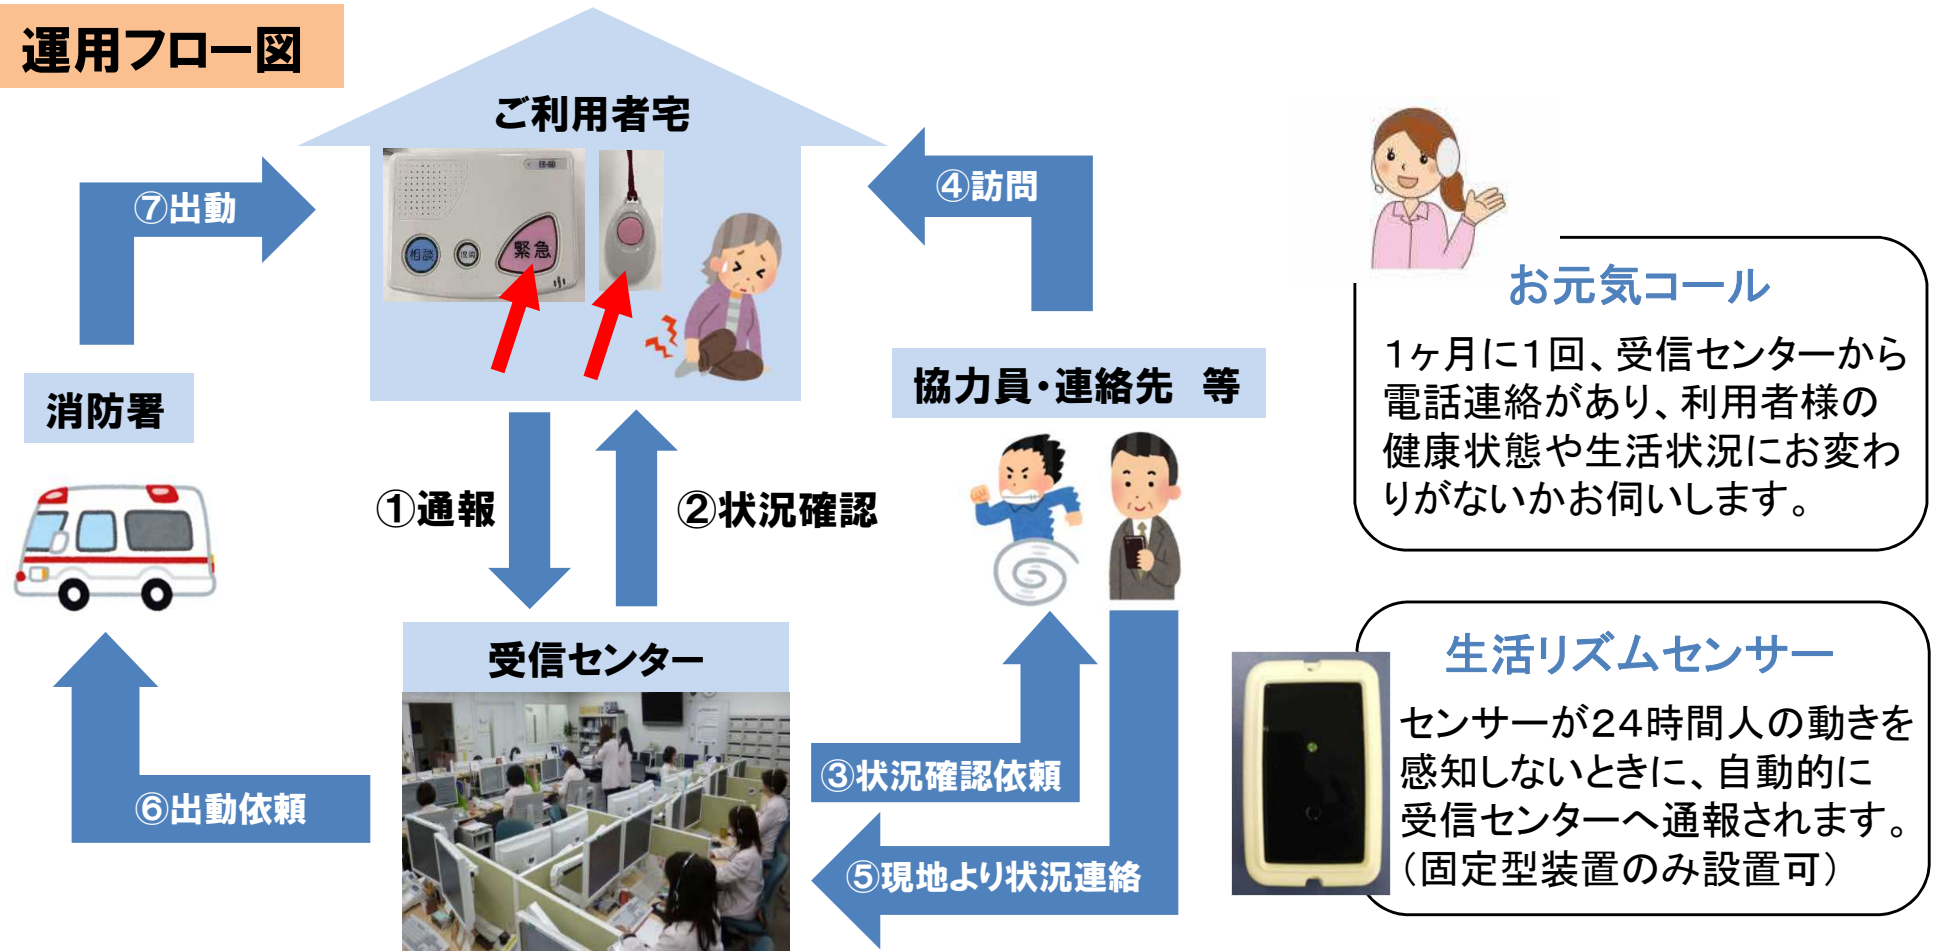 運用フロー図
ご利用者宅
相談
緊急
⑦出動
④訪問
消防署
協力員・連絡先　等
①通報
②状況確認
受信センター
③状況確認依頼
⑥出動依頼
⑤現地より状況連絡
お元気コール
1ヶ月に1回、受信センターから
電話連絡があり、利用者様の
健康状態や生活状況にお変わ
りがないかお伺いします。
生活リズムセンサー
センサーが24時間人の動きを
感知しないときに、自動的に
受信センターへ通報されます。
（固定型装置のみ設置可）